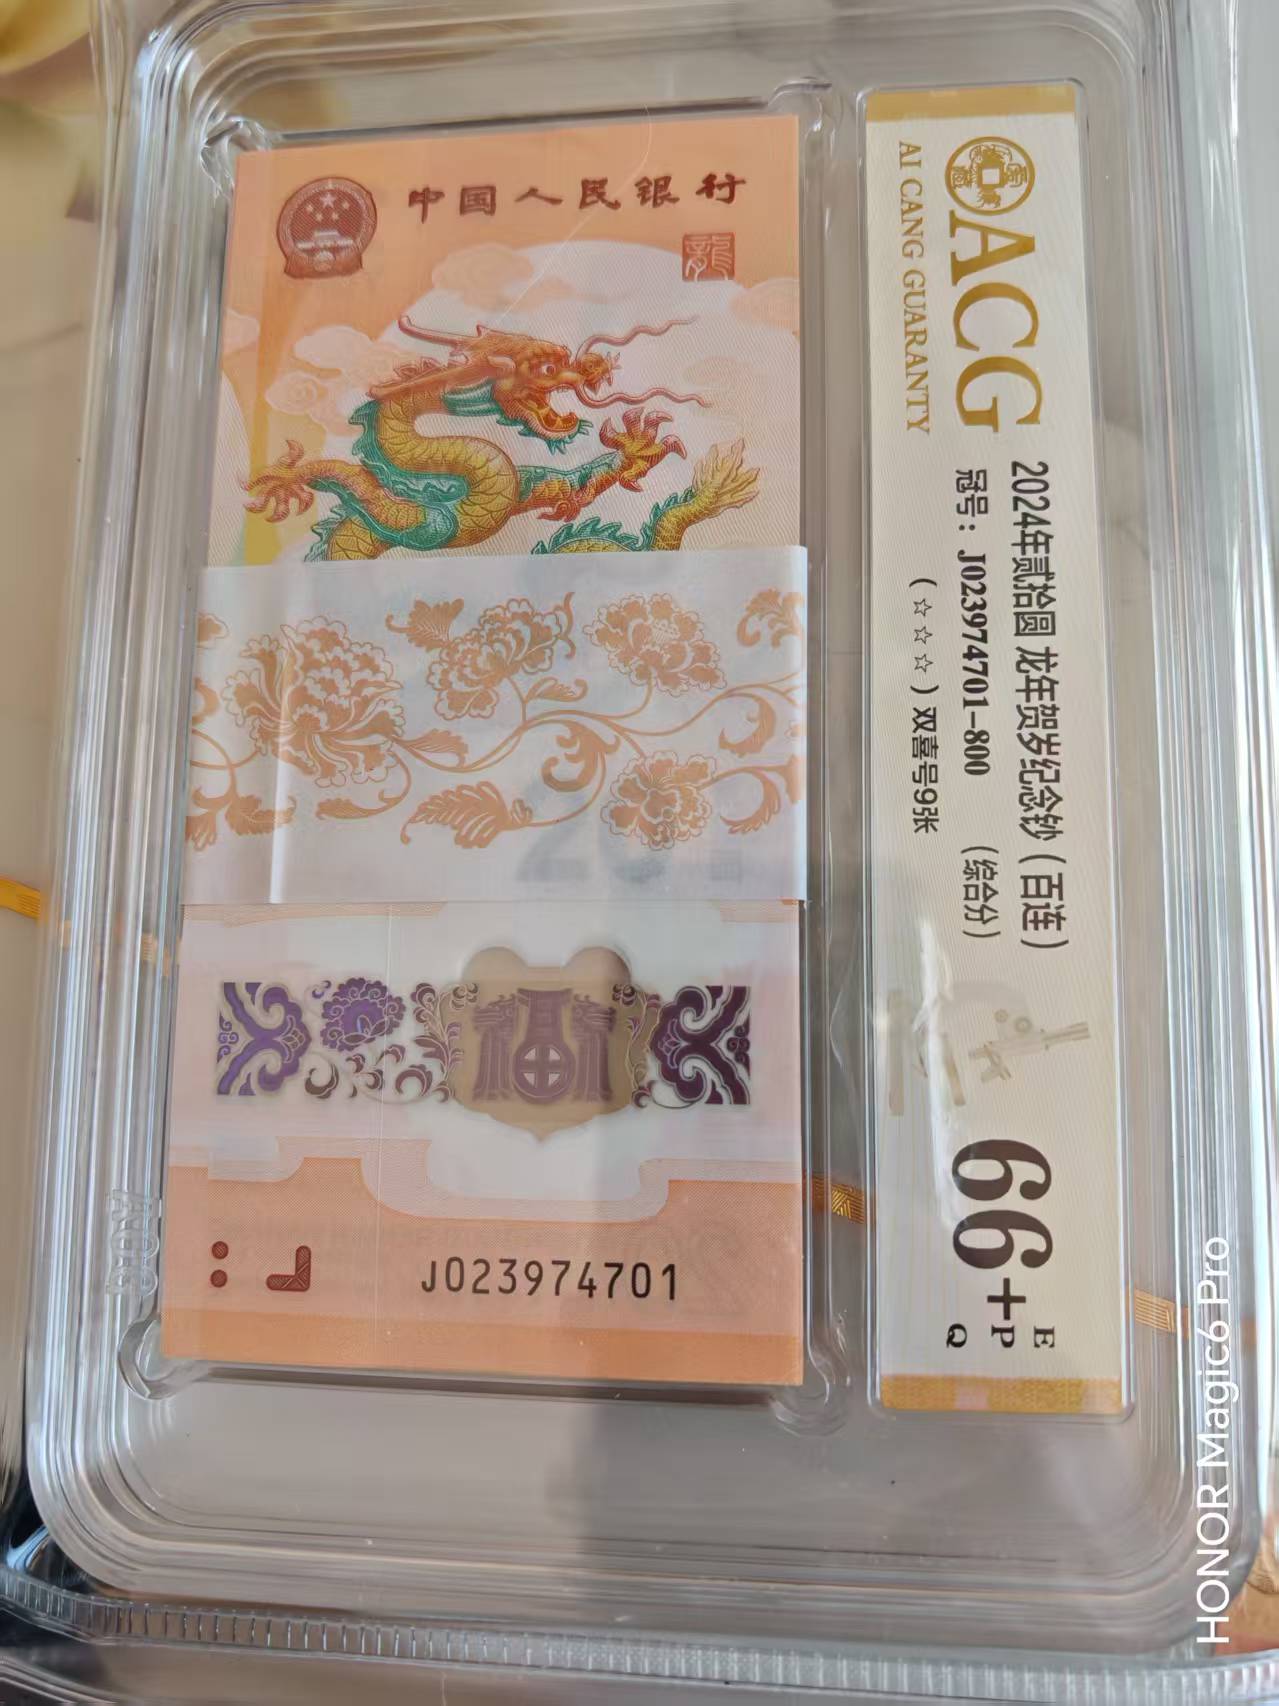 中国人民银行
龍
J023974701
ACG
AI CANG GUARANTY
2024年贰拾圆 龙年贺岁纪念钞（百连）
冠号：J023974701-800 （综合分）
（☆☆☆）双喜号9张
66+
E
P
Q
福
ACG
HONOR Magic6 Pro